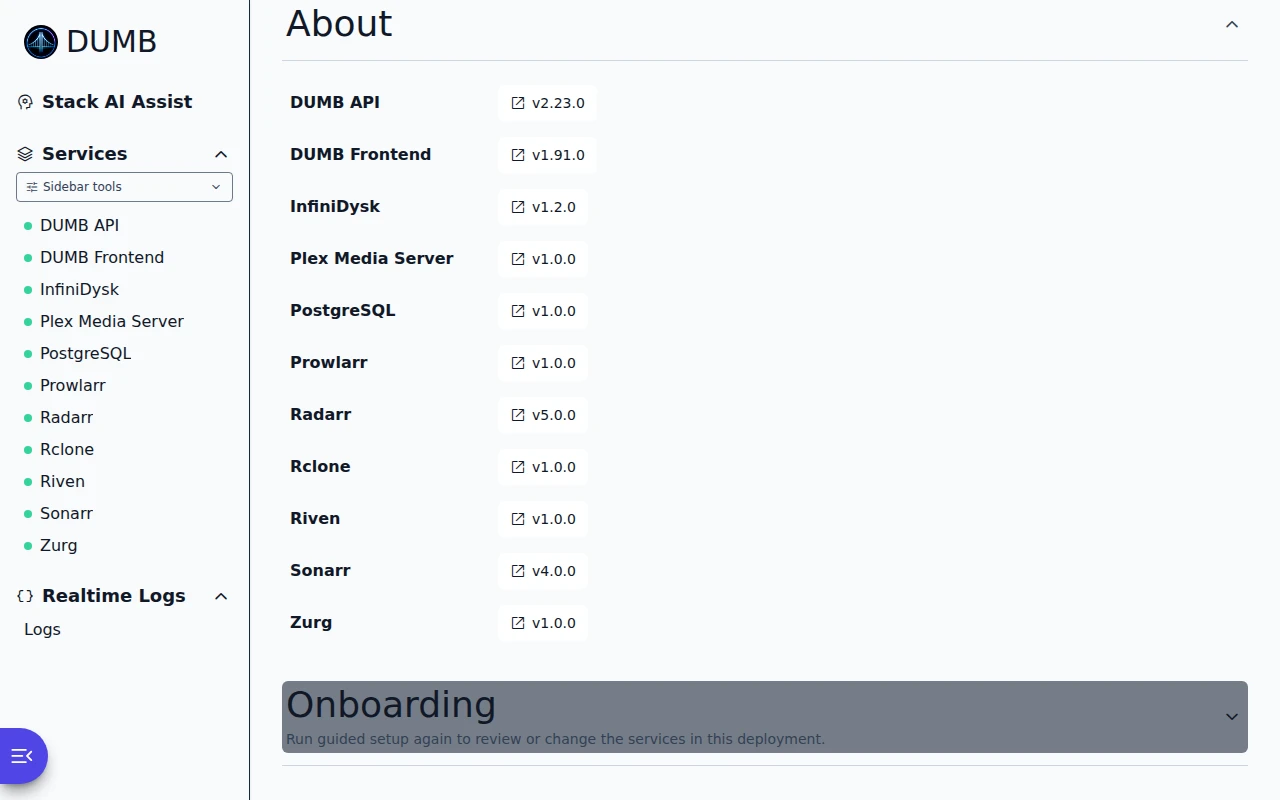 DUMB
Stack AI Assist
Services
Sidebar tools
DUMB API
DUMB Frontend
InfiniDysk
Plex Media Server
PostgreSQL
Prowlarr
Radarr
Rclone
Riven
Sonarr
Zurg
Realtime Logs
Logs
About
DUMB API v2.23.0
DUMB Frontend v1.91.0
InfiniDysk v1.2.0
Plex Media Server v1.0.0
PostgreSQL v1.0.0
Prowlarr v1.0.0
Radarr v5.0.0
Rclone v1.0.0
Riven v1.0.0
Sonarr v4.0.0
Zurg v1.0.0
Onboarding
Run guided setup again to review or change the services in this deployment.